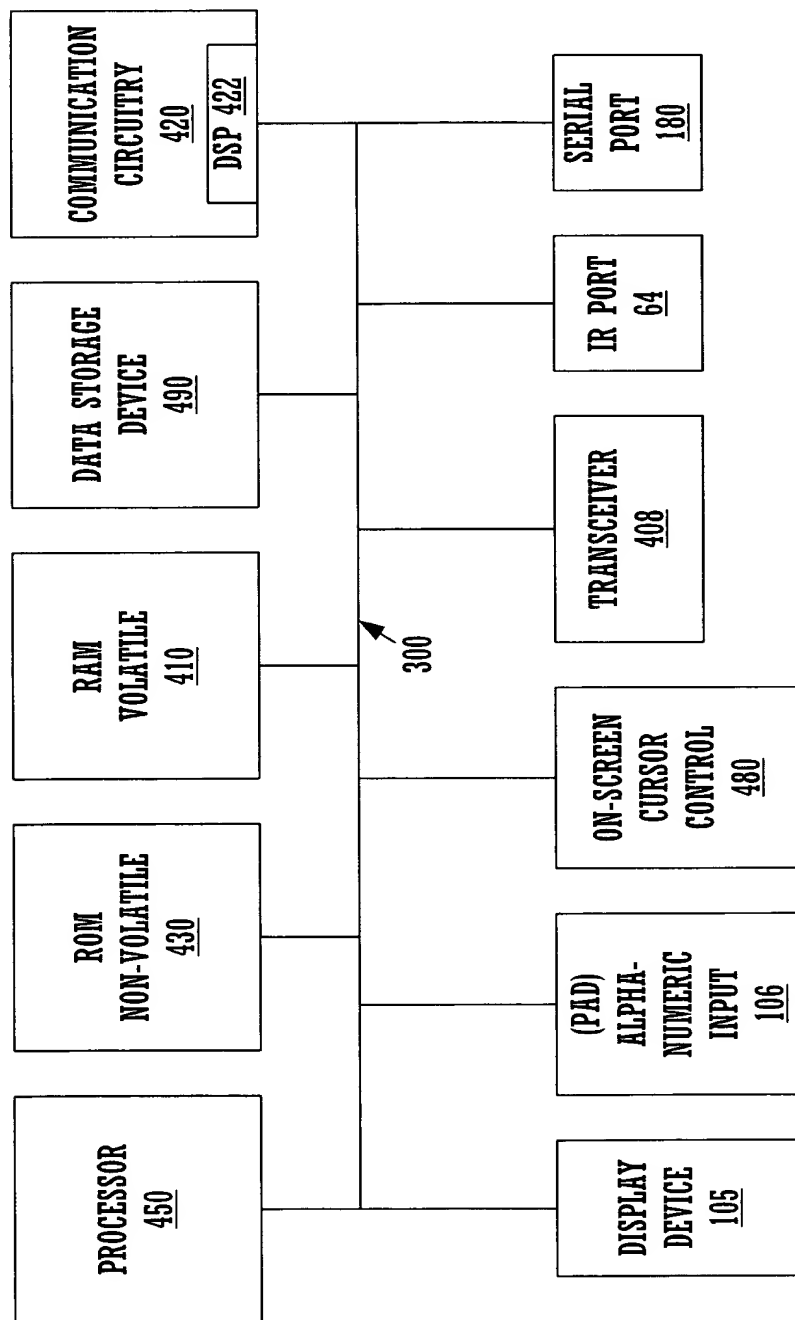 PROCESSOR
450
ROM
NON-VOLATILE
430
RAM
VOLATILE
410
DATA STORAGE
DEVICE
490
COMMUNICATION
CIRCUITRY
420
DSP 422
300
DISPLAY
DEVICE
105
(PAD)
ALPHA-
NUMERIC
INPUT
106
ON-SCREEN
CURSOR
CONTROL
480
TRANSCEIVER
408
IR PORT
64
SERIAL
PORT
180